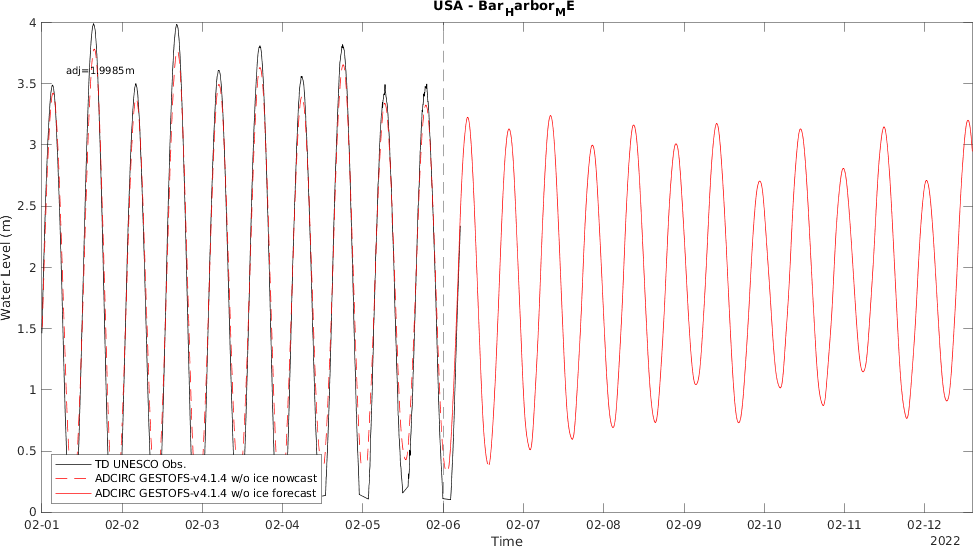 USA - Bar_Harbor_ME
4
3.5
3
2.5
2
1.5
1
0.5
0
Water Level (m)
adj=1.9985m
TD UNESCO Obs.
ADCIRC GESTOFS-v4.1.4 w/o ice nowcast
ADCIRC GESTOFS-v4.1.4 w/o ice forecast
02-01 02-02 02-03 02-04 02-05 02-06 02-07 02-08 02-09 02-10 02-11 02-12
Time
2022